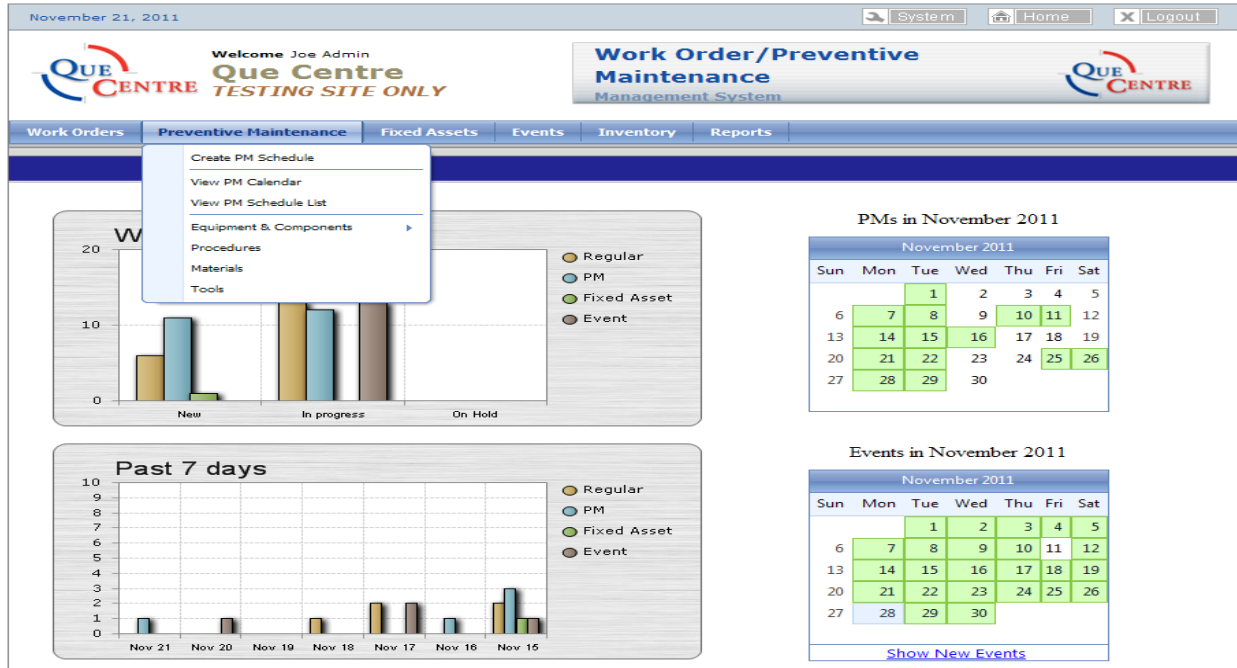 November 21, 2011
System
Home
Logout
QUE CENTRE
Welcome Joe Admin
Que Centre
TESTING SITE ONLY
Work Order/Preventive
Maintenance
Management System
QUE CENTRE
Work Orders Preventive Maintenance Fixed Assets Events Inventory Reports
Create PM Schedule
View PM Calendar
View PM Schedule List
Equipment & Components
Procedures
Materials
Tools
W
20
10
0
New In progress On Hold
Regular
PM
Fixed Asset
Event
PMs in November 2011
November 2011
Sun Mon Tue Wed Thu Fri Sat
1 2 3 4 5
6 7 8 9 10 11 12
13 14 15 16 17 18 19
20 21 22 23 24 25 26
27 28 29 30
Past 7 days
10
9
8
7
6
5
4
3
2
1
0
Nov 21 Nov 20 Nov 19 Nov 18 Nov 17 Nov 16 Nov 15
Regular
PM
Fixed Asset
Event
Events in November 2011
November 2011
Sun Mon Tue Wed Thu Fri Sat
1 2 3 4 5
6 7 8 9 10 11 12
13 14 15 16 17 18 19
20 21 22 23 24 25 26
27 28 29 30
Show New Events